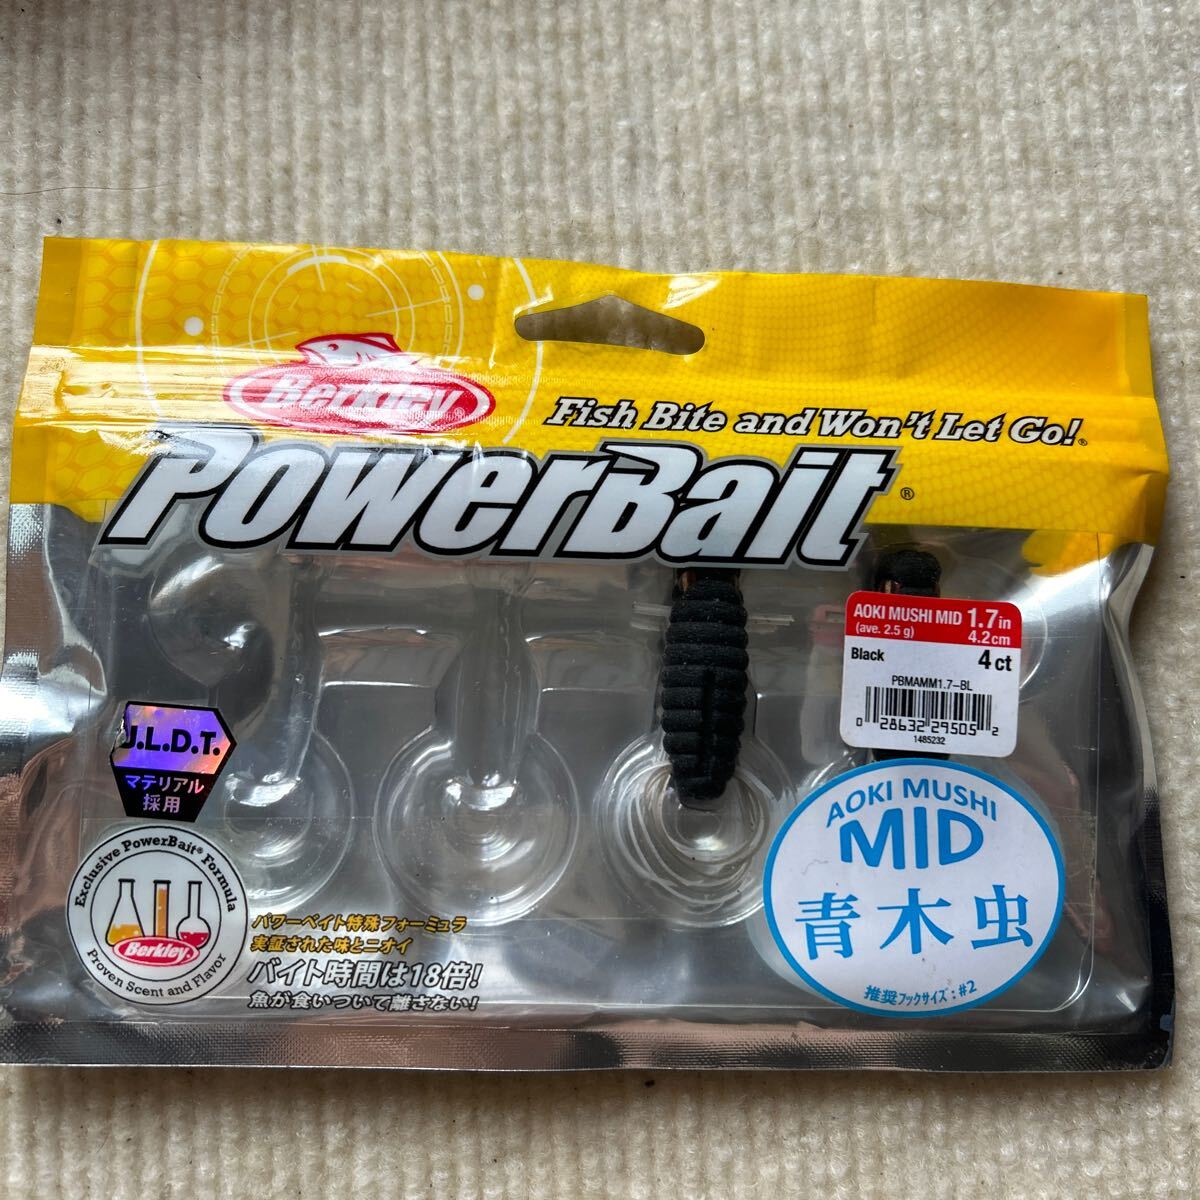 Berkley®
Fish Bite and Won't Let Go!®
PowerBait®
AOKI MUSHI MID 1.7in
(ave. 2.5 g) 4.2cm
Black 4 ct
PBMAMM1.7-BL
0 28632 29505 2
1485232
J.L.D.T.
マテリアル
採用
Exclusive PowerBait® Formula
Berkley
Proven Scent and Flavor
パワーベイト特殊フォーミュラ
実証された味とニオイ
バイト時間は18倍!
魚が食いついて離さない!
AOKI MUSHI
MID
青木虫
推奨フックサイズ:#2